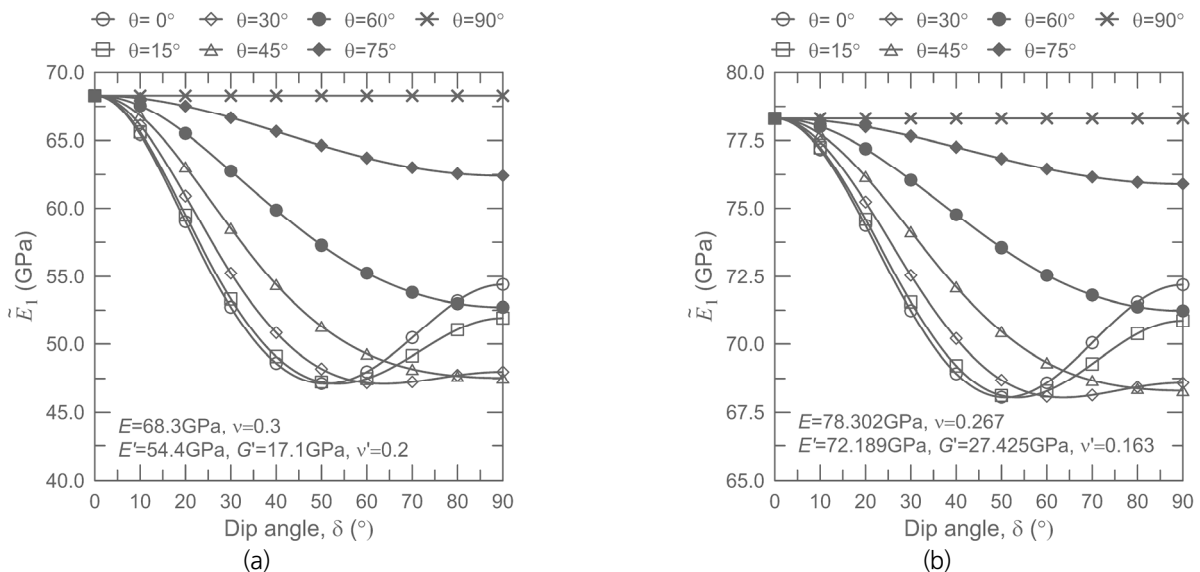 θ= 0° θ=30° θ=60° θ=90°
θ=15° θ=45° θ=75°
70.0
65.0
60.0
55.0
50.0
45.0
40.0
Ẽ1 (GPa)
E=68.3GPa, ν=0.3
E'=54.4GPa, G'=17.1GPa, ν'=0.2
0 10 20 30 40 50 60 70 80 90
Dip angle, δ (°)
(a)
θ= 0° θ=30° θ=60° θ=90°
θ=15° θ=45° θ=75°
80.0
77.5
75.0
72.5
70.0
67.5
65.0
Ẽ1 (GPa)
E=78.302GPa, ν=0.267
E'=72.189GPa, G'=27.425GPa, ν'=0.163
0 10 20 30 40 50 60 70 80 90
Dip angle, δ (°)
(b)